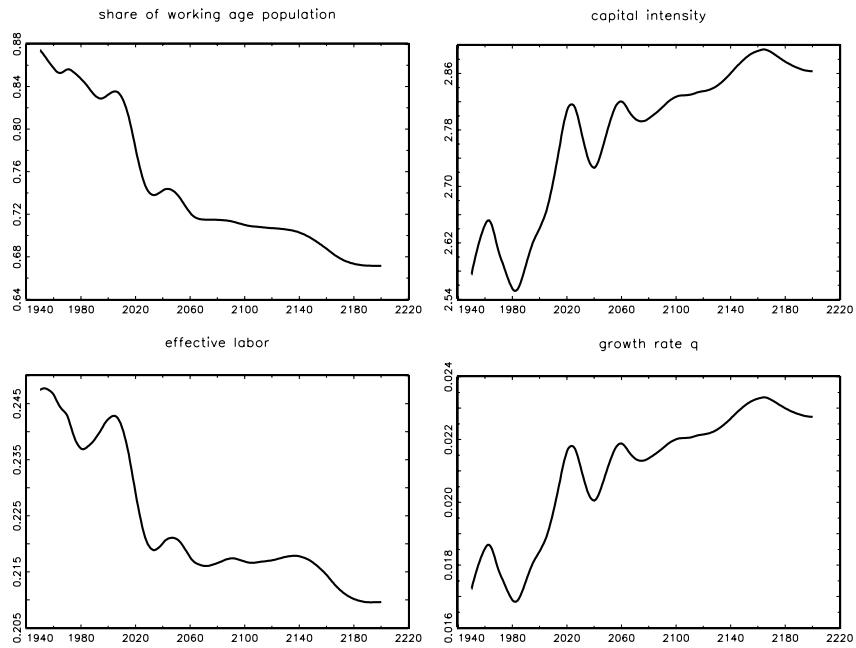 share of working age population
0.88
0.84
0.80
0.76
0.72
0.68
0.64
1940 1980 2020 2060 2100 2140 2180 2220
capital intensity
2.86
2.78
2.70
2.62
2.54
1940 1980 2020 2060 2100 2140 2180 2220
effective labor
0.245
0.235
0.225
0.215
0.205
1940 1980 2020 2060 2100 2140 2180 2220
growth rate q
0.024
0.022
0.020
0.018
0.016
1940 1980 2020 2060 2100 2140 2180 2220